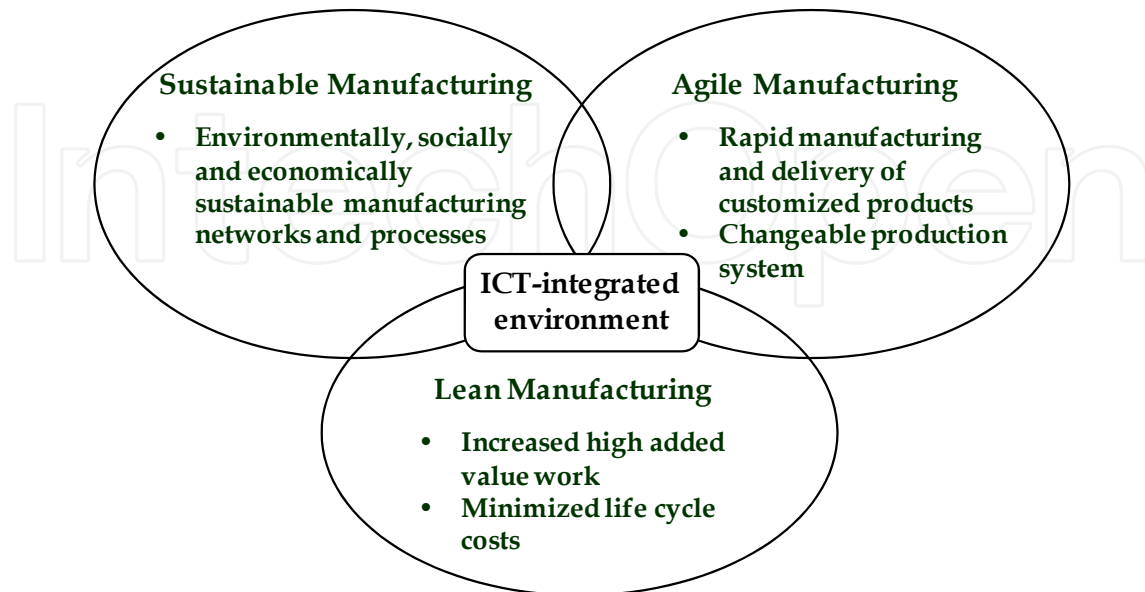 Sustainable Manufacturing
• Environmentally, socially
and economically
sustainable manufacturing
networks and processes
Agile Manufacturing
• Rapid manufacturing
and delivery of
customized products
• Changeable production
system
ICT-integrated
environment
Lean Manufacturing
• Increased high added
value work
• Minimized life cycle
costs
IntechOpen